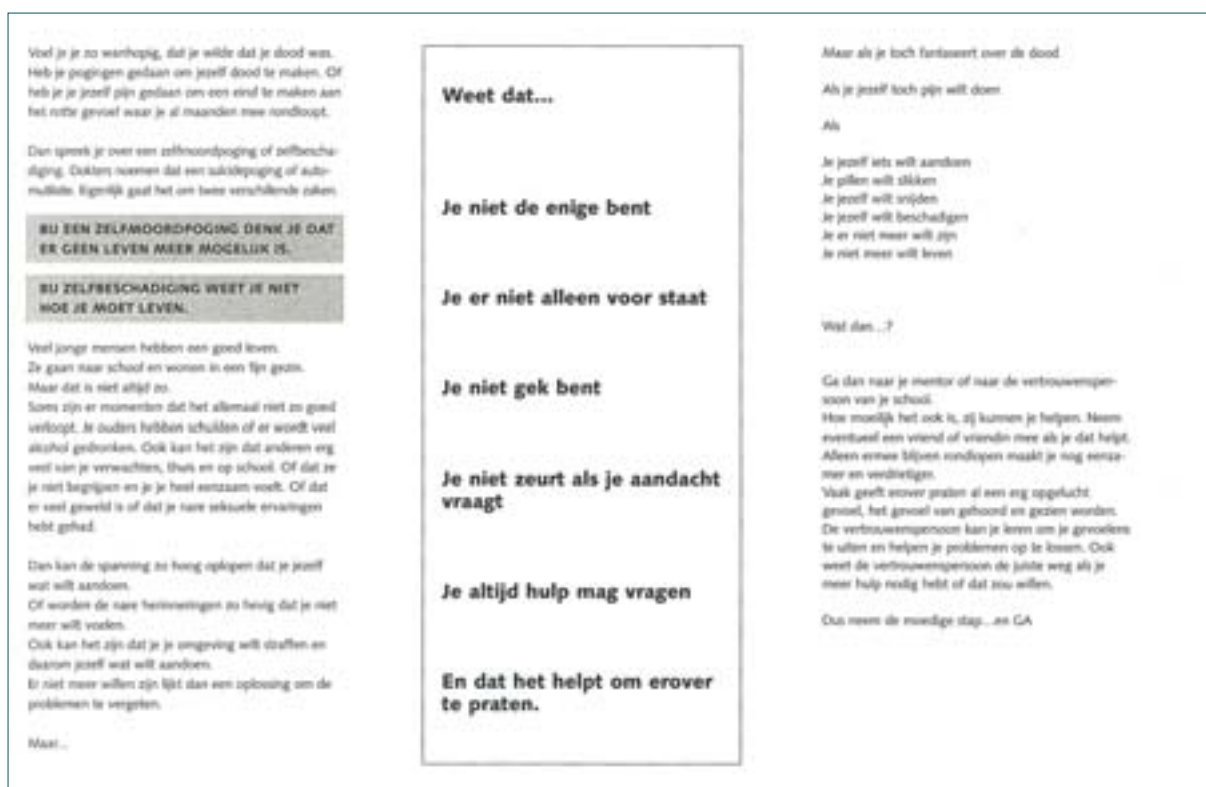 Voel je je zo wanhopig, dat je wilde dat je dood was.
Heb je pogingen gedaan om jezelf dood te maken. Of
heb je je jezelf pijn gedaan om een eind te maken aan
het rotte gevoel waar je al maanden mee rondloopt.
Dan spreek je over een zelfmoordpoging of zelfbescha-
diging. Dokters noemen dat een suïcidepoging of auto-
mutilatie. Eigenlijk gaat het om twee verschillende zaken.
BIJ EEN ZELFMOORDPOGING DENK JE DAT
ER GEEN LEVEN MEER MOGELIJK IS.
BIJ ZELFBESCHADIGING WEET JE NIET
HOE JE MOET LEVEN.
Veel jonge mensen hebben een goed leven.
Ze gaan naar school en wonen in een fijn gezin.
Maar dat is niet altijd zo.
Soms zijn er momenten dat het allemaal niet zo goed
verloopt. Je ouders hebben schulden of er wordt veel
alcohol gedronken. Ook kan het zijn dat anderen erg
veel van je verwachten, thuis en op school. Of dat ze
je niet begrijpen en je je heel eenzaam voelt. Of dat
er veel geweld is of dat je nare seksuele ervaringen
hebt gehad.
Dan kan de spanning zo hoog oplopen dat je jezelf
wat wilt aandoen.
Of worden de nare herinneringen zo hevig dat je niet
meer wilt voelen.
Ook kan het zijn dat je je omgeving wilt straffen en
daarom jezelf wat wilt aandoen.
Er niet meer willen zijn lijkt dan een oplossing om de
problemen te vergeten.
Maar...
Weet dat...
Je niet de enige bent
Je er niet alleen voor staat
Je niet gek bent
Je niet zeurt als je aandacht
vraagt
Je altijd hulp mag vragen
En dat het helpt om erover
te praten.
Maar als je toch fantaseert over de dood
Als je jezelf toch pijn wilt doen
Als
Je jezelf iets wilt aandoen
Je pillen wilt slikken
Je jezelf wilt snijden
Je jezelf wilt beschadigen
Je er niet meer wilt zijn
Je niet meer wilt leven
Wat dan...?
Ga dan naar je mentor of naar de vertrouwensper-
soon van je school.
Hoe moeilijk het ook is, zij kunnen je helpen. Neem
eventueel een vriend of vriendin mee als je dat helpt.
Alleen ermee blijven rondlopen maakt je nog eenza-
mer en verdrietiger.
Vaak geeft erover praten al een erg opgelucht
gevoel, het gevoel van gehoord en gezien worden.
De vertrouwenspersoon kan je leren om je gevoelens
te uiten en helpen je problemen op te lossen. Ook
weet de vertrouwenspersoon de juiste weg als je
meer hulp nodig hebt of dat zou willen.
Dus neem de moedige stap...en GA